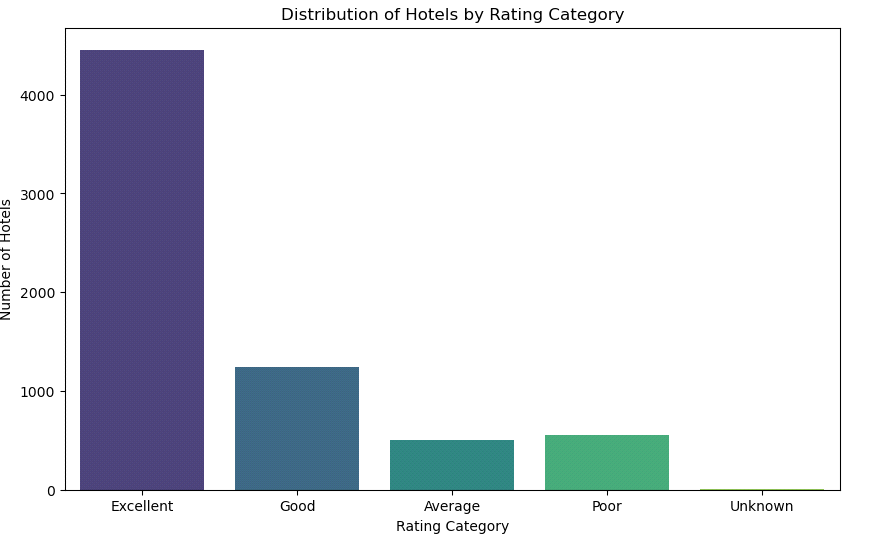 Distribution of Hotels by Rating Category
Number of Hotels
4000
3000
2000
1000
0
Excellent Good Average Poor Unknown
Rating Category